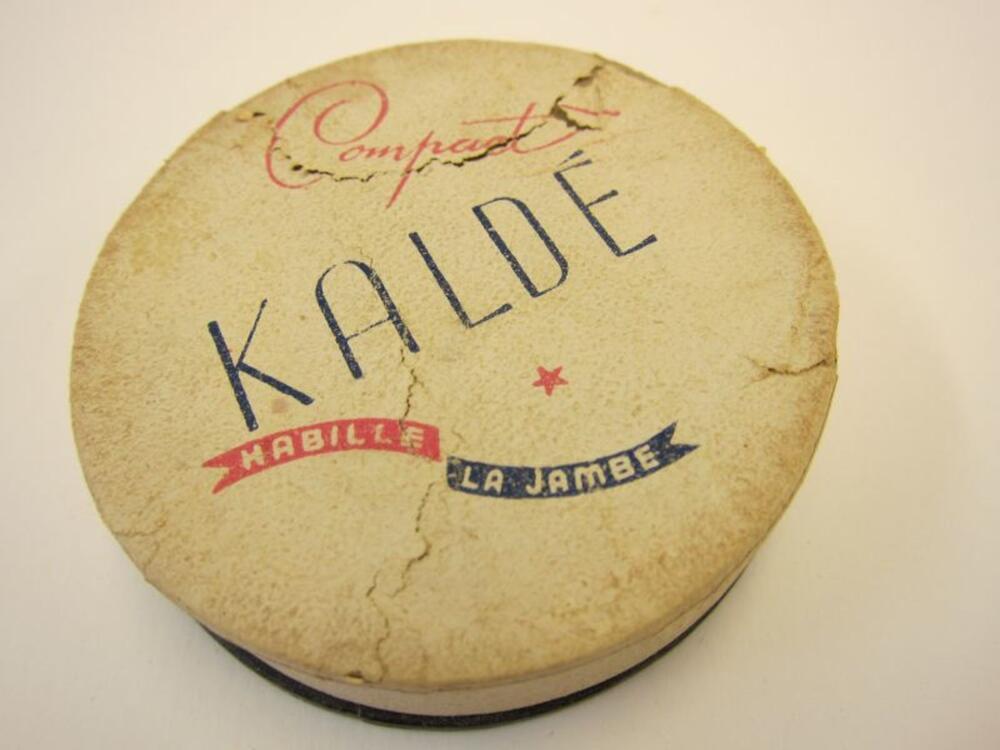 Compact
KALDÉ
HABILLE
LA JAMBE